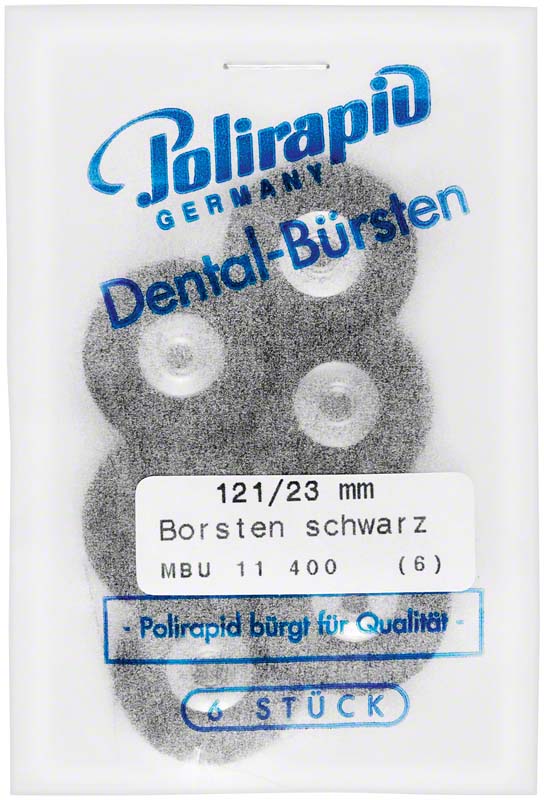 Polirapid
GERMANY
Dental-Bürsten
121/23 mm
Borsten schwarz
MBU 11 400 (6)
- Polirapid bürgt für Qualität -
6 STÜCK